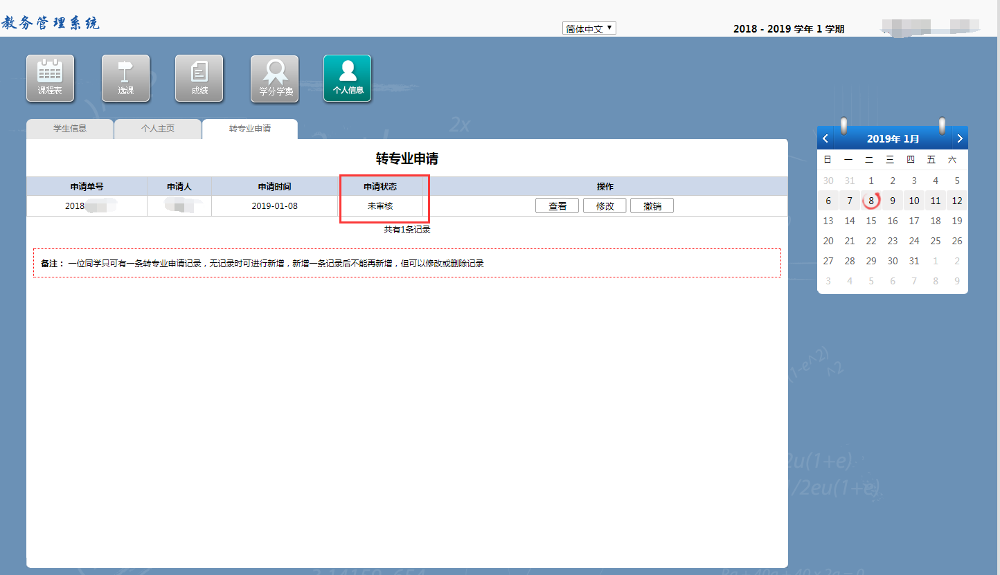 教务管理系统
简体中文
2018 - 2019 学年 1 学期
课程表
选课
成绩
学分学费
个人信息
学生信息 个人主页 转专业申请
转专业申请
申请单号 申请人 申请时间 申请状态 操作
2018 2019-01-08 未审核 查看 修改 撤销
共有1条记录
备注： 一位同学只可有一条转专业申请记录，无记录时可进行新增，新增一条记录后不能再新增，但可以修改或删除记录
2019年 1月
日 一 二 三 四 五 六
30 31 1 2 3 4 5
6 7 8 9 10 11 12
13 14 15 16 17 18 19
20 21 22 23 24 25 26
27 28 29 30 31 1 2
3 4 5 6 7 8 9
2x
(1-e^2)
^2
2u(1+e)
/2eu(1+e)